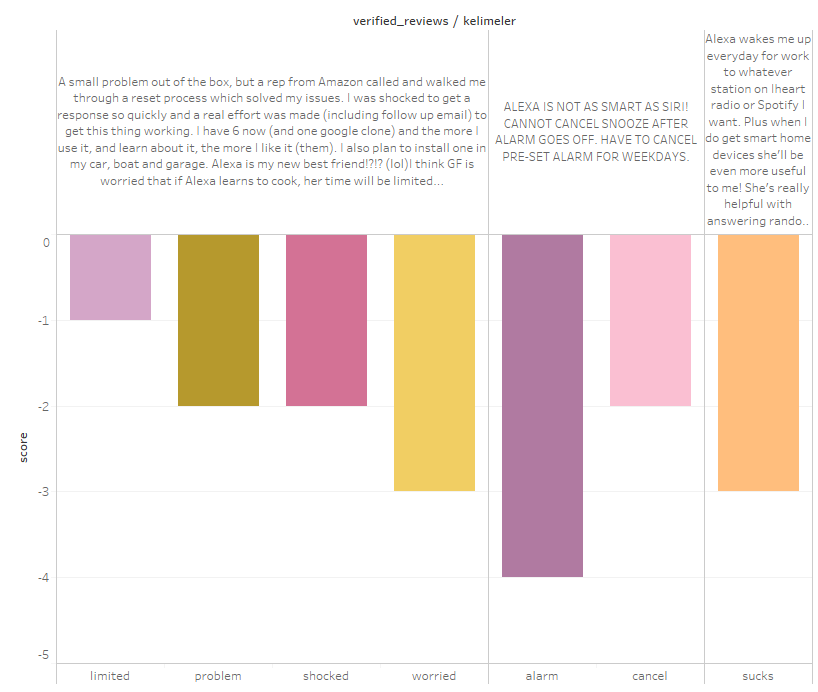 verified_reviews / kelimeler
A small problem out of the box, but a rep from Amazon called and walked me
through a reset process which solved my issues. I was shocked to get a
response so quickly and a real effort was made (including follow up email) to
get this thing working. I have 6 now (and one google clone) and the more I
use it, and learn about it, the more I like it (them). I also plan to install one in
my car, boat and garage. Alexa is my new best friend!?!? (lol)I think GF is
worried that if Alexa learns to cook, her time will be limited...
ALEXA IS NOT AS SMART AS SIRI!
CANNOT CANCEL SNOOZE AFTER
ALARM GOES OFF. HAVE TO CANCEL
PRE-SET ALARM FOR WEEKDAYS.
Alexa wakes me up
everyday for work
to whatever
station on Iheart
radio or Spotify I
want. Plus when I
do get smart home
devices she’ll be
even more useful
to me! She’s really
helpful with
answering rando..
score
0
-1
-2
-3
-4
-5
limited
problem
shocked
worried
alarm
cancel
sucks